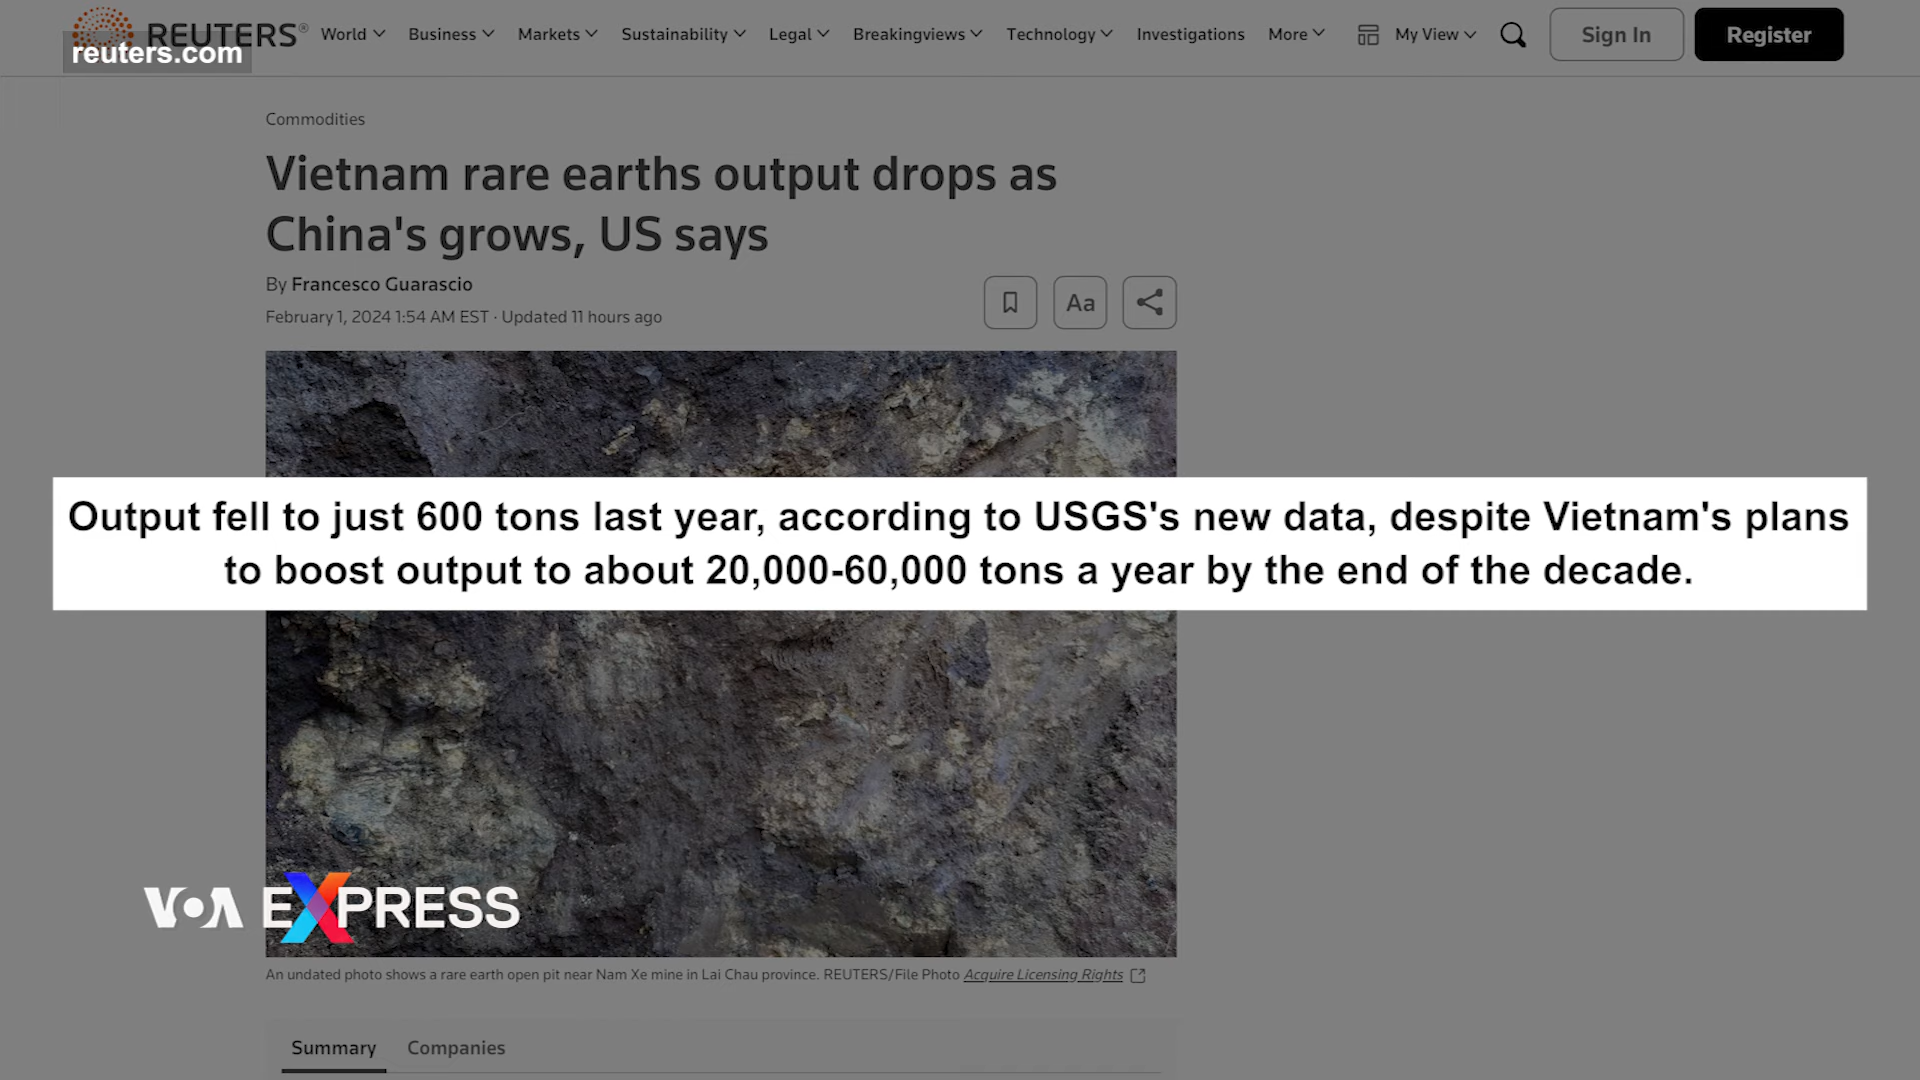 REUTERS®
reuters.com
World Business Markets Sustainability Legal Breakingviews Technology Investigations More My View Sign In Register
Commodities
Vietnam rare earths output drops as
China's grows, US says
By Francesco Guarascio
February 1, 2024 1:54 AM EST · Updated 11 hours ago
Aa
Output fell to just 600 tons last year, according to USGS's new data, despite Vietnam's plans
to boost output to about 20,000-60,000 tons a year by the end of the decade.
VOA EXPRESS
An undated photo shows a rare earth open pit near Nam Xe mine in Lai Chau province. REUTERS/File Photo Acquire Licensing Rights
Summary Companies